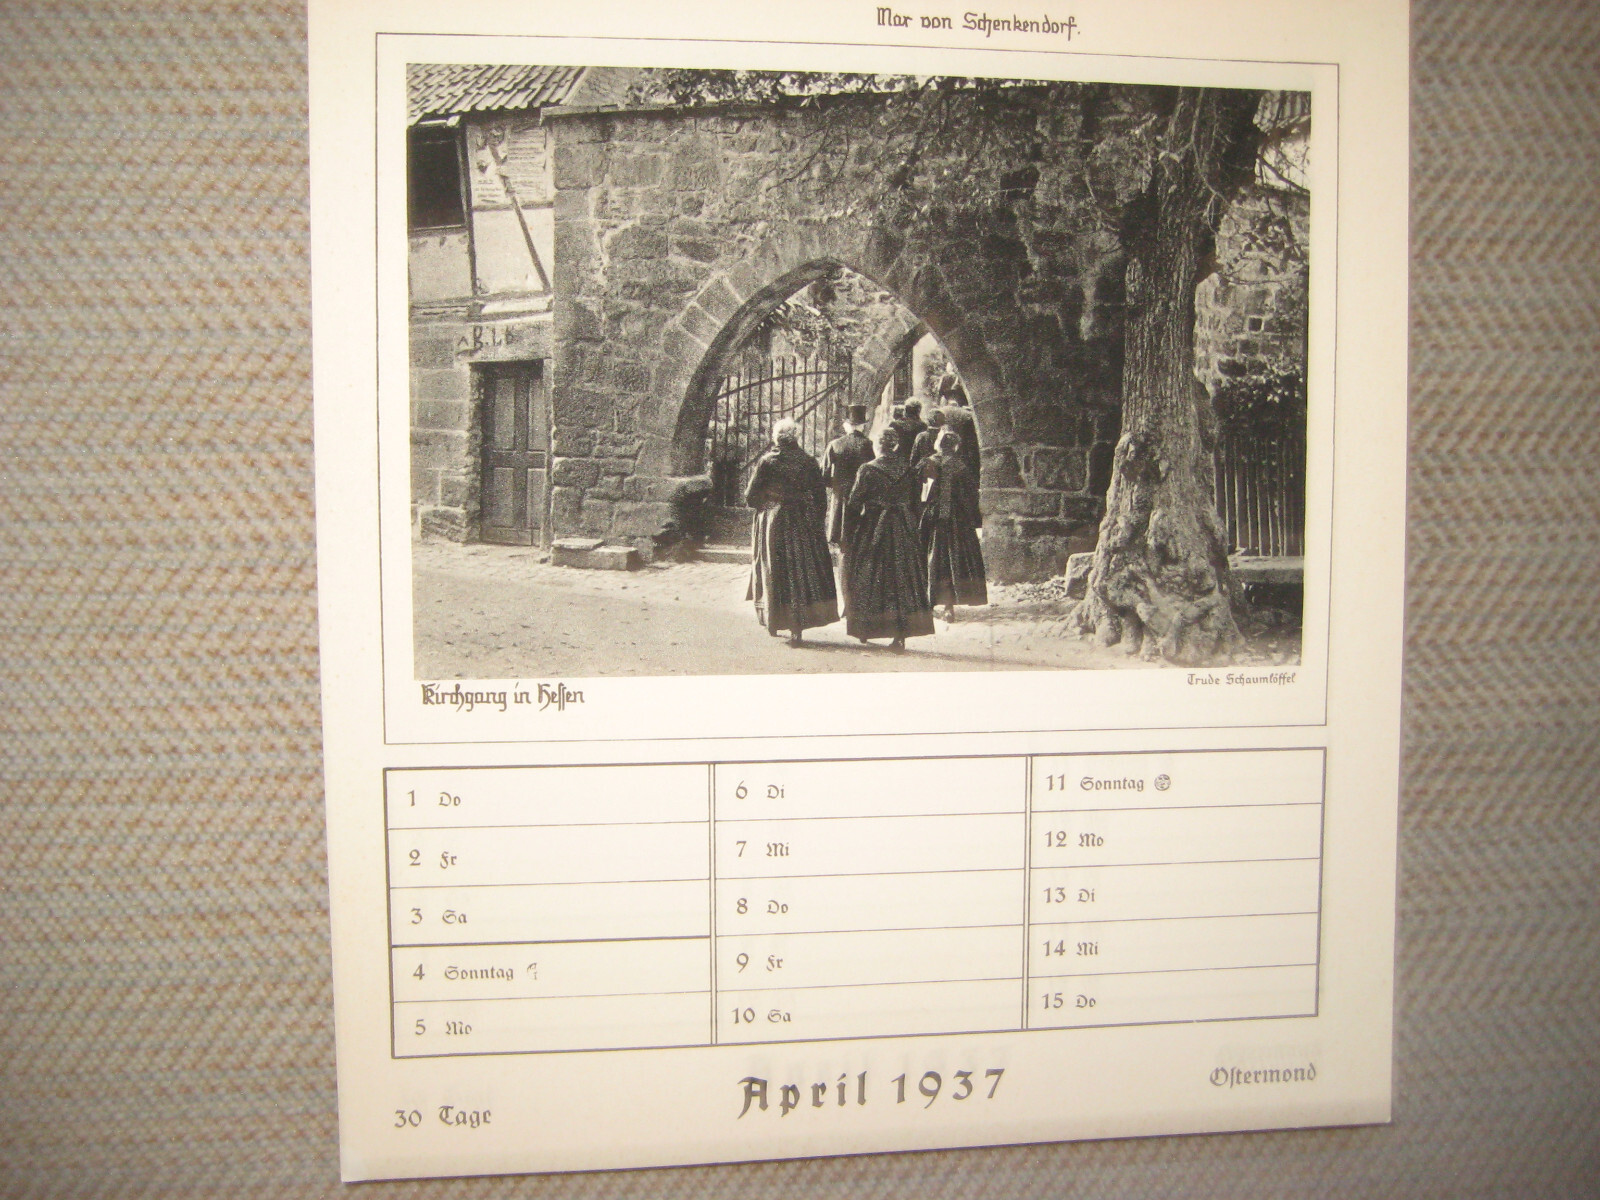 Max von Schenkendorf.
B.I.B
Kirchgang in Hessen
Trude Schaumlöffel
1 Do
2 Fr
3 Sa
4 Sonntag
5 Mo
6 Di
7 Mi
8 Do
9 Fr
10 Sa
11 Sonntag
12 Mo
13 Di
14 Mi
15 Do
30 Tage
April 1937
Ostermond